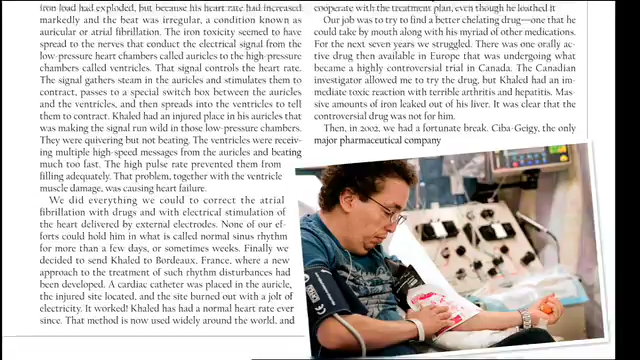 iron load had exploded, but because his heart rate had increased
markedly and the beat was irregular, a condition known as
auricular or atrial fibrillation. The iron toxicity seemed to have
spread to the nerves that conduct the electrical signal from the
low-pressure heart chambers called auricles to the high-pressure
chambers called ventricles. That signal controls the heart rate.
The signal gathers steam in the auricles and stimulates them to
contract, passes to a special switch box between the auricles
and the ventricles, and then spreads into the ventricles to tell
them to contract. Khaled had an injured place in his auricles that
was making the signal run wild in those low-pressure chambers.
They were quivering but not beating. The ventricles were receiv-
ing multiple high-speed messages from the auricles and beating
much too fast. The high pulse rate prevented them from
filling adequately. That problem, together with the ventricle
muscle damage, was causing heart failure.
We did everything we could to correct the atrial
fibrillation with drugs and with electrical stimulation of
the heart delivered by external electrodes. None of our ef-
forts could hold him in what is called normal sinus rhythm
for more than a few days, or sometimes weeks. Finally we
decided to send Khaled to Bordeaux, France, where a new
approach to the treatment of such rhythm disturbances had
been developed. A cardiac catheter was placed in the auricle,
the injured site located, and the site burned out with a jolt of
electricity. It worked! Khaled has had a normal heart rate ever
since. That method is now used widely around the world, and
cooperate with the treatment plan, even though he loathed it
Our job was to try to find a better chelating drug—one that he
could take by mouth along with his myriad of other medications.
For the next seven years we struggled. There was one orally ac-
tive drug then available in Europe that was undergoing what
became a highly controversial trial in Canada. The Canadian
investigator allowed me to try the drug, but Khaled had an im-
mediate toxic reaction with terrible arthritis and hepatitis. Mas-
sive amounts of iron leaked out of his liver. It was clear that the
controversial drug was not for him.
Then, in 2002, we had a fortunate break. Ciba-Geigy, the only
major pharmaceutical company